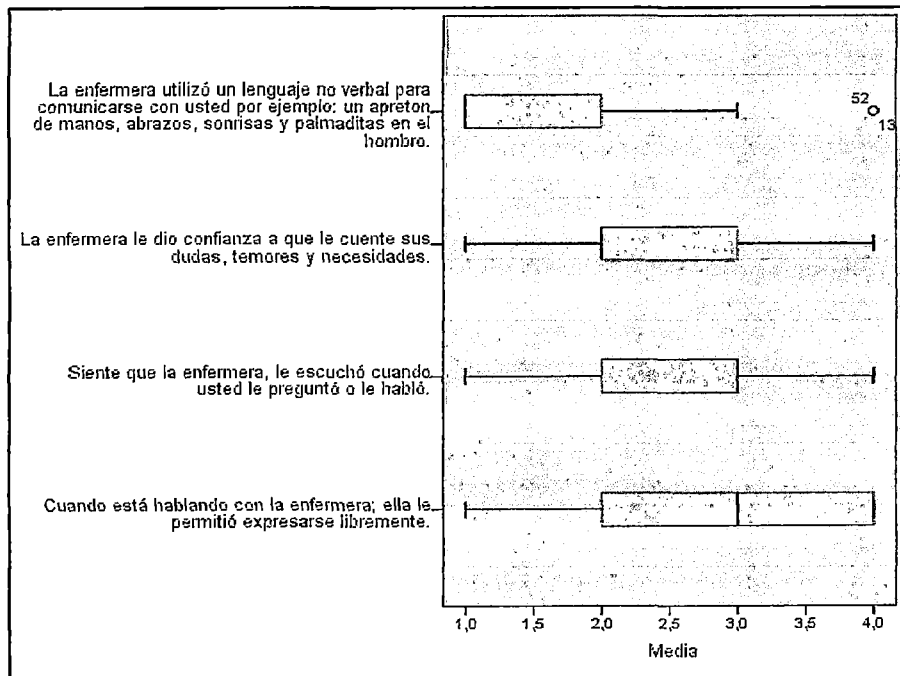 La enfermera utilizó un lenguaje no verbal para
comunicarse con usted por ejemplo: un apreton
de manos, abrazos, sonrisas y palmaditas en el
hombro.
52
13
La enfermera le dio confianza a que le cuente sus
dudas, temores y necesidades.
Siente que la enfermera, le escuchó cuando
usted le preguntó o le habló.
Cuando está hablando con la enfermera; ella le
permitió expresarse libremente.
1,0 1,5 2,0 2,5 3,0 3,5 4,0
Media